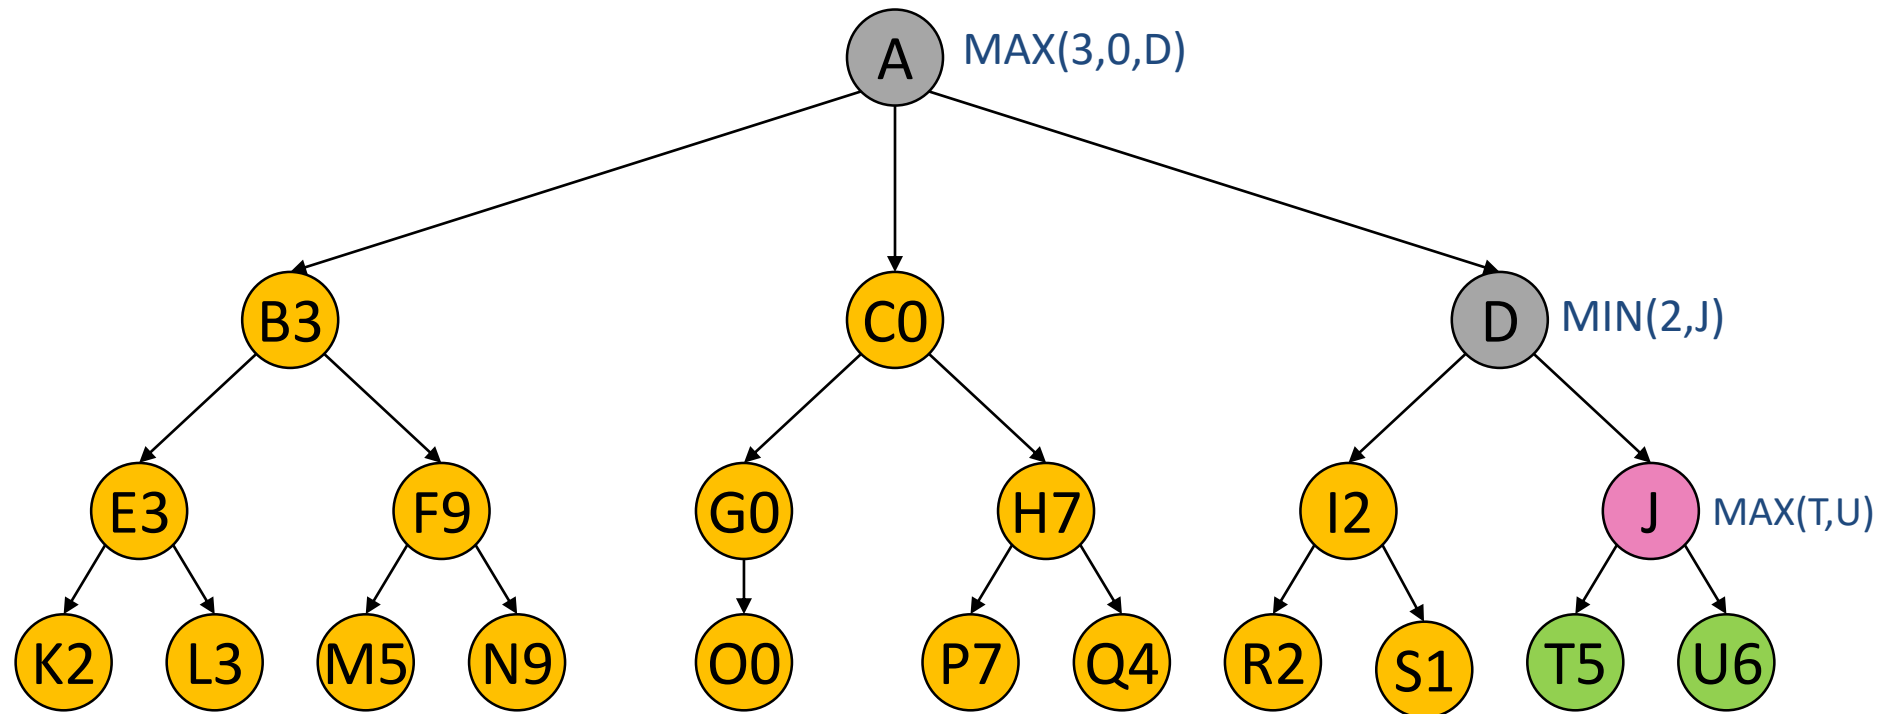 A MAX(3,0,D)
B3 C0 D MIN(2,J)
E3 F9 G0 H7 I2 J MAX(T,U)
K2 L3 M5 N9 O0 P7 Q4 R2 S1 T5 U6